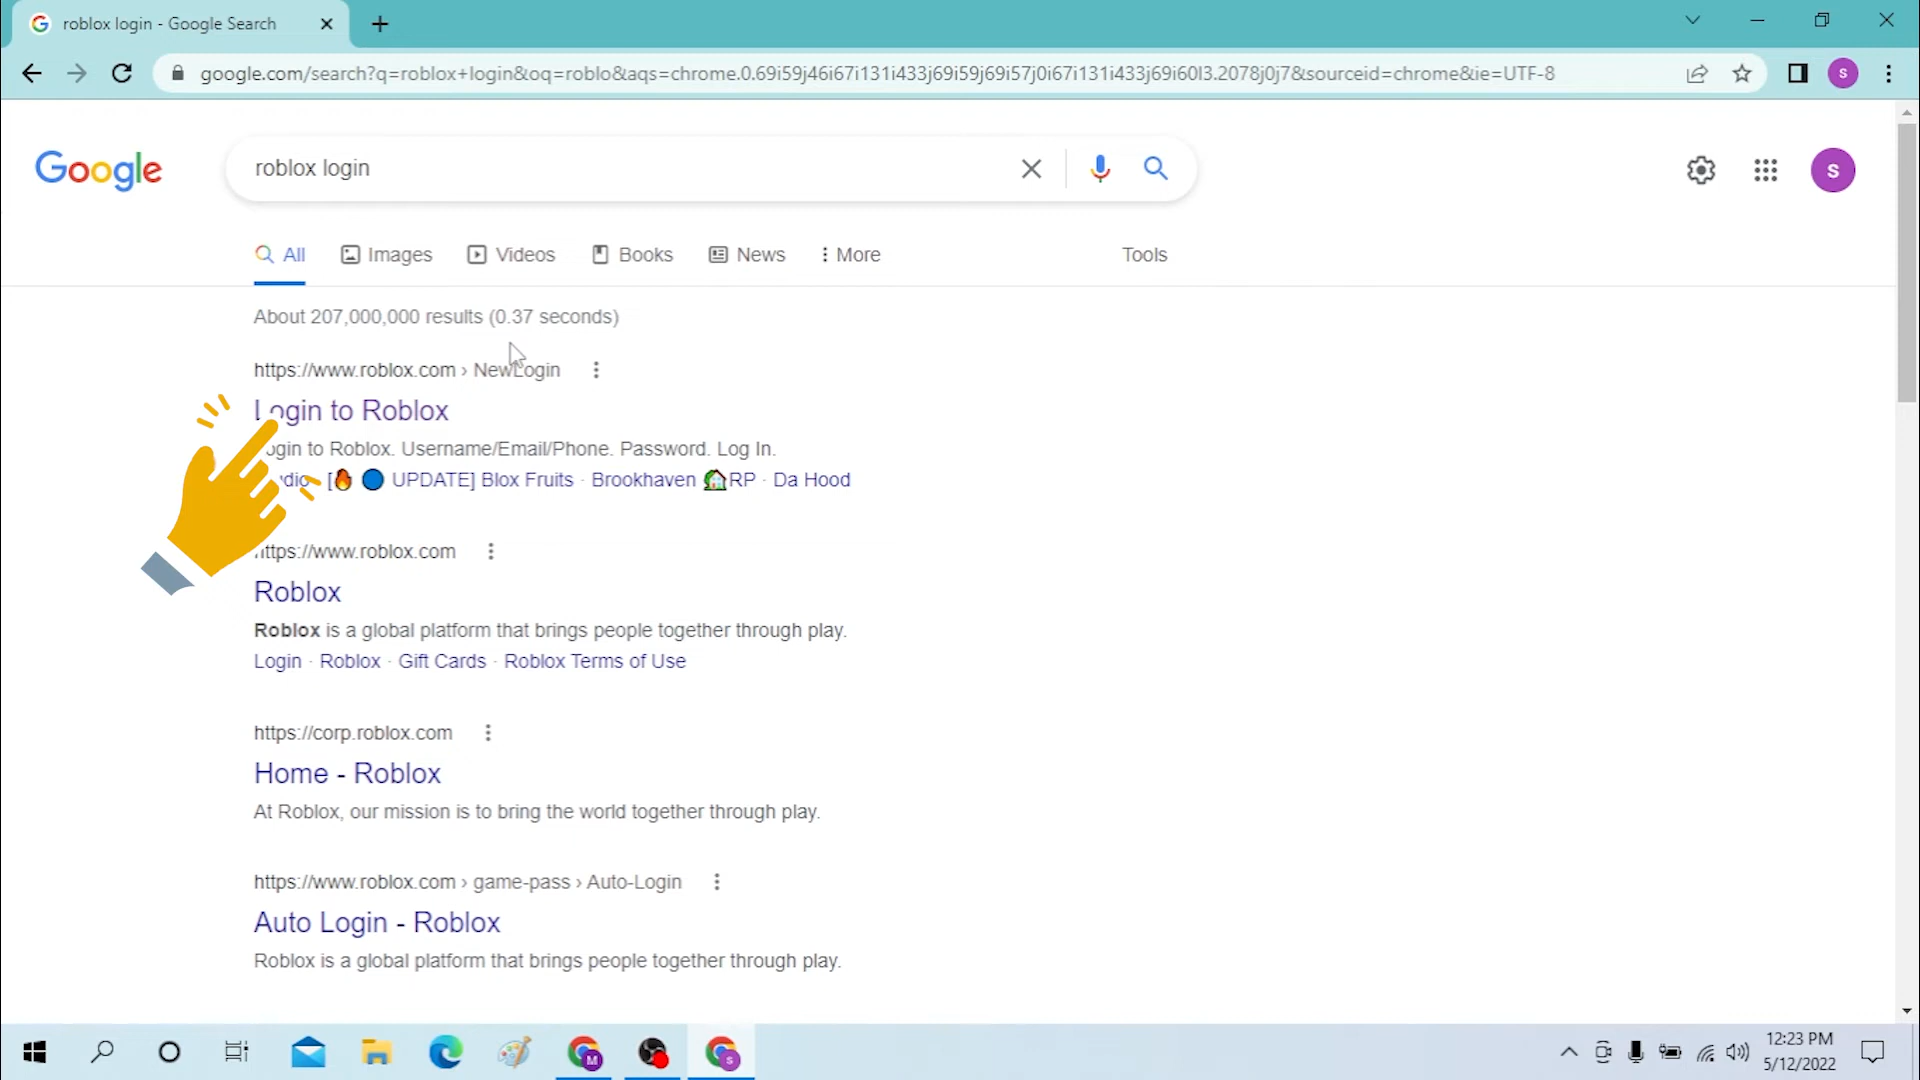 roblox login - Google Search
google.com/search?q=roblox+login&oq=roblo&aqs=chrome.0.69i59j46i67i131i433j69i59j69i57j0i67i131i433j69i60l3.2078j0j7&sourceid=chrome&ie=UTF-8
S
Google
roblox login
S
All
Images
Videos
Books
News
More
Tools
About 207,000,000 results (0.37 seconds)
https://www.roblox.com › NewLogin
Login to Roblox
ogin to Roblox. Username/Email/Phone. Password. Log In.
udio · [🔥 🔵 UPDATE] Blox Fruits · Brookhaven 🏡RP · Da Hood
https://www.roblox.com
Roblox
Roblox is a global platform that brings people together through play.
Login · Roblox · Gift Cards · Roblox Terms of Use
https://corp.roblox.com
Home - Roblox
At Roblox, our mission is to bring the world together through play.
https://www.roblox.com › game-pass › Auto-Login
Auto Login - Roblox
Roblox is a global platform that brings people together through play.
M
S
12:23 PM
5/12/2022